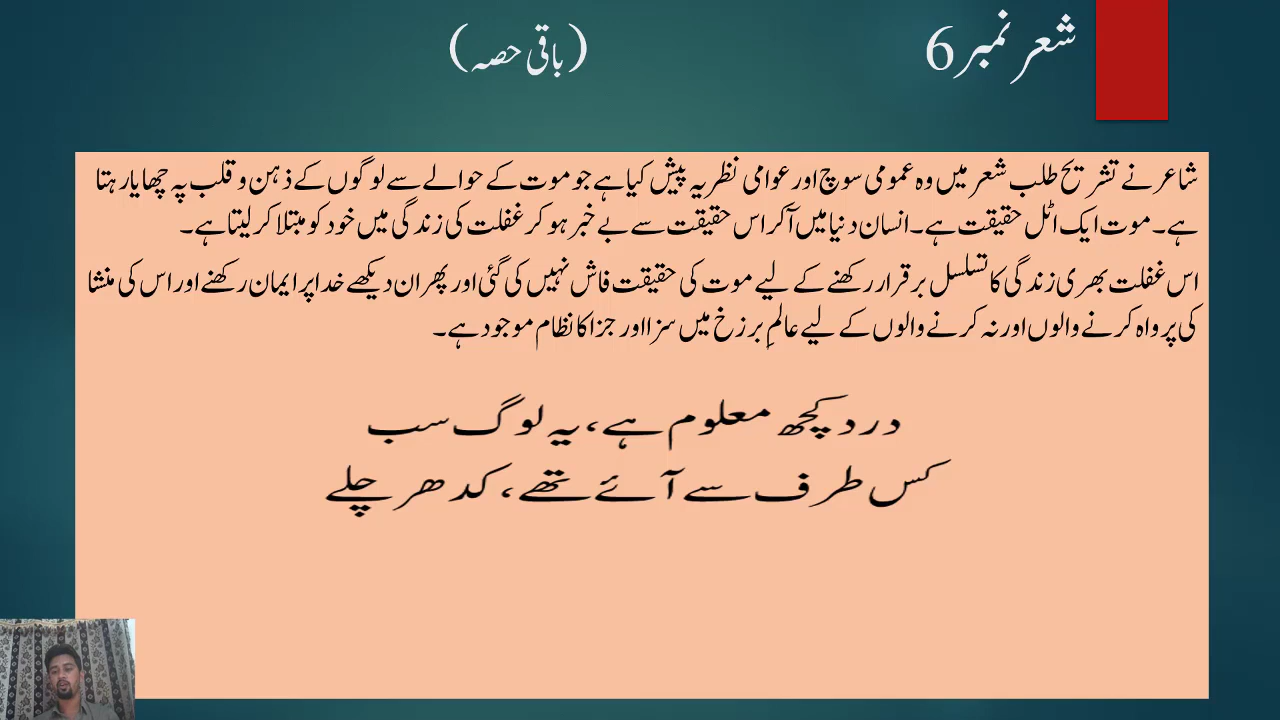 شعر نمبر 6
(باقی حصہ)
شاعر نے تشریح طلب شعر میں وہ عمومی سوچ اور عوامی نظریہ پیش کیا ہے جو موت کے حوالے سے لوگوں کے ذہن و قلب پہ چھایا رہتا
ہے۔ موت ایک اٹل حقیقت ہے۔ انسان دنیا میں آکر اس حقیقت سے بے خبر ہو کر غفلت کی زندگی میں خود کو مبتلا کر لیتا ہے۔
اس غفلت بھری زندگی کا تسلسل برقرار رکھنے کے لیے موت کی حقیقت فاش نہیں کی گئی اور پھر ان دیکھے خدا پر ایمان رکھنے اور اس کی منشا
کی پرواہ کرنے والوں اور نہ کرنے والوں کے لیے عالمِ برزخ میں سزا اور جزا کا نظام موجود ہے۔
درد کچھ معلوم ہے، یہ لوگ سب
کس طرف سے آئے تھے، کدھر چلے